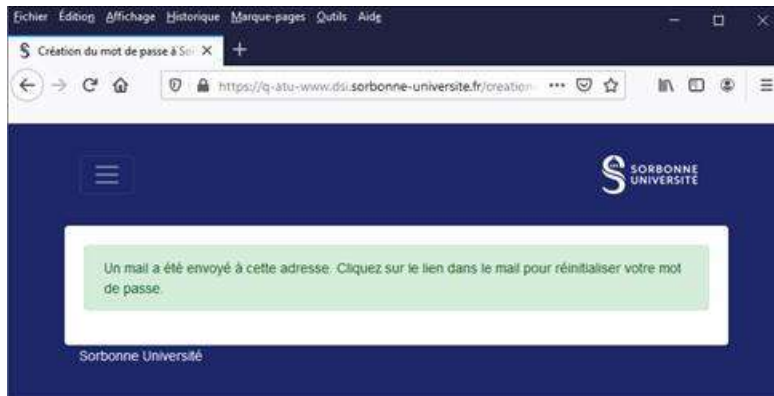 Fichier Édition Affichage Historique Marque-pages Outils Aide
Création du mot de passe à So
https://q-atu-www.dsi.sorbonne-universite.fr/creation
SORBONNE
UNIVERSITÉ
Un mail a été envoyé à cette adresse. Cliquez sur le lien dans le mail pour réinitialiser votre mot
de passe.
Sorbonne Université